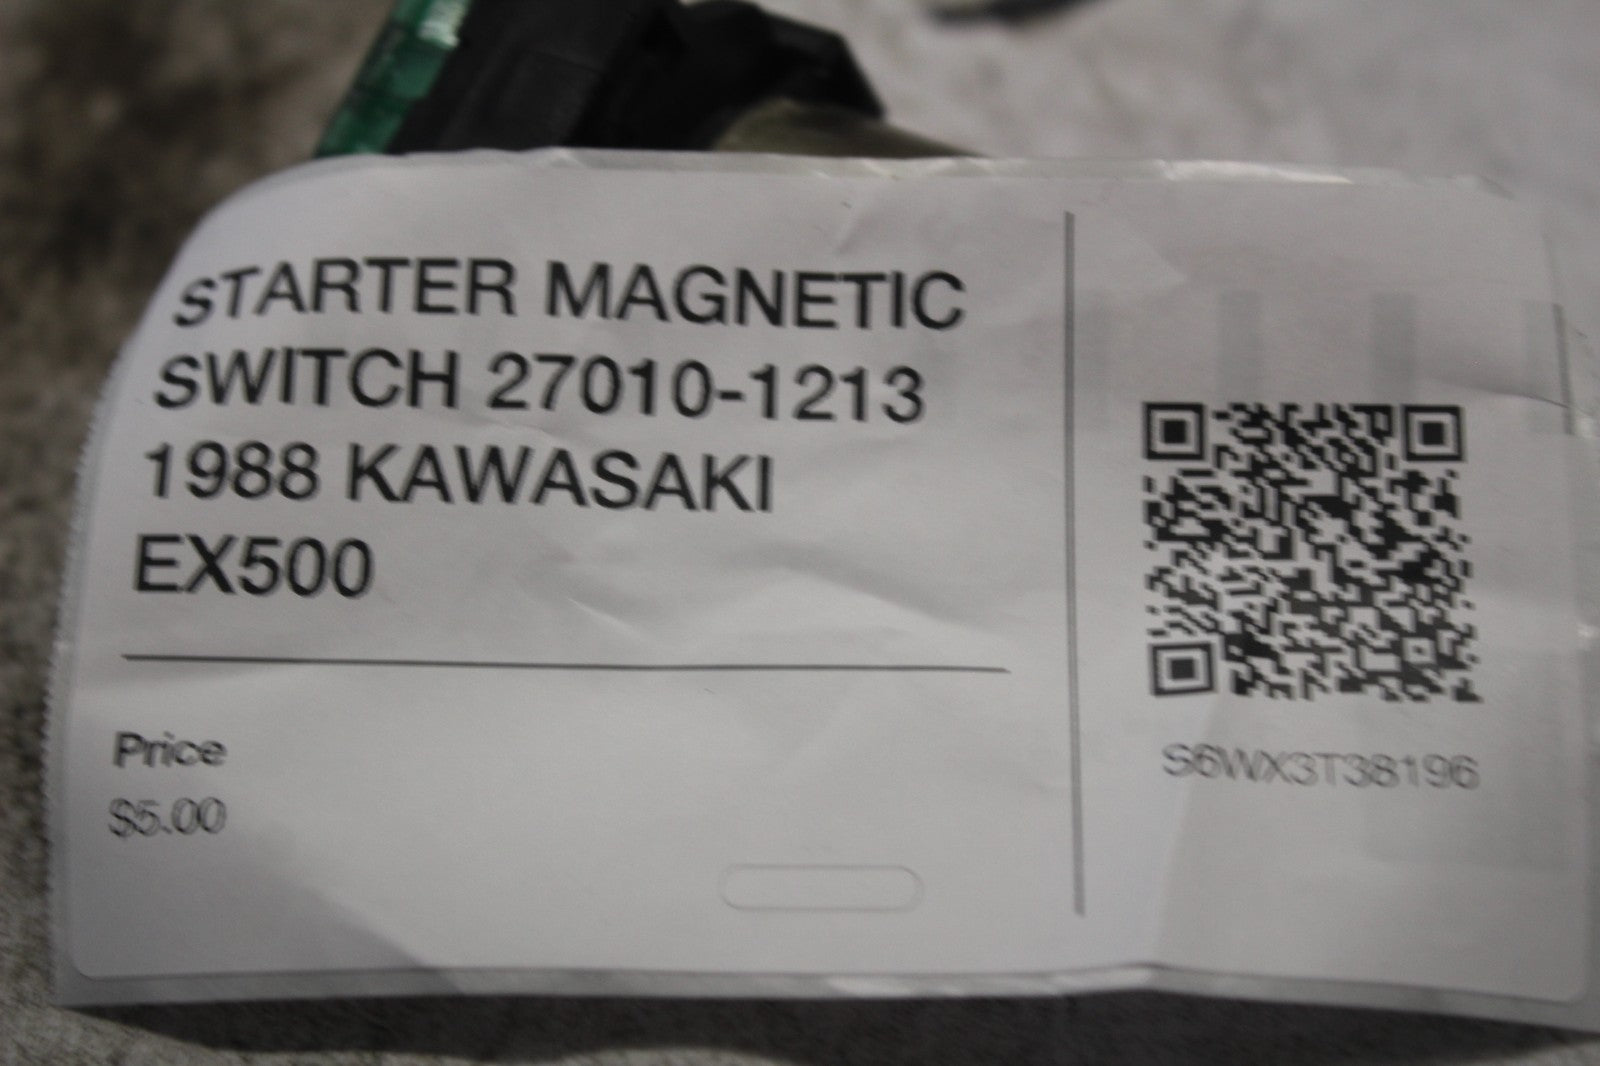 STARTER MAGNETIC
SWITCH 27010-1213
1988 KAWASAKI
EX500
Price
$5.00
S6WX3T38196